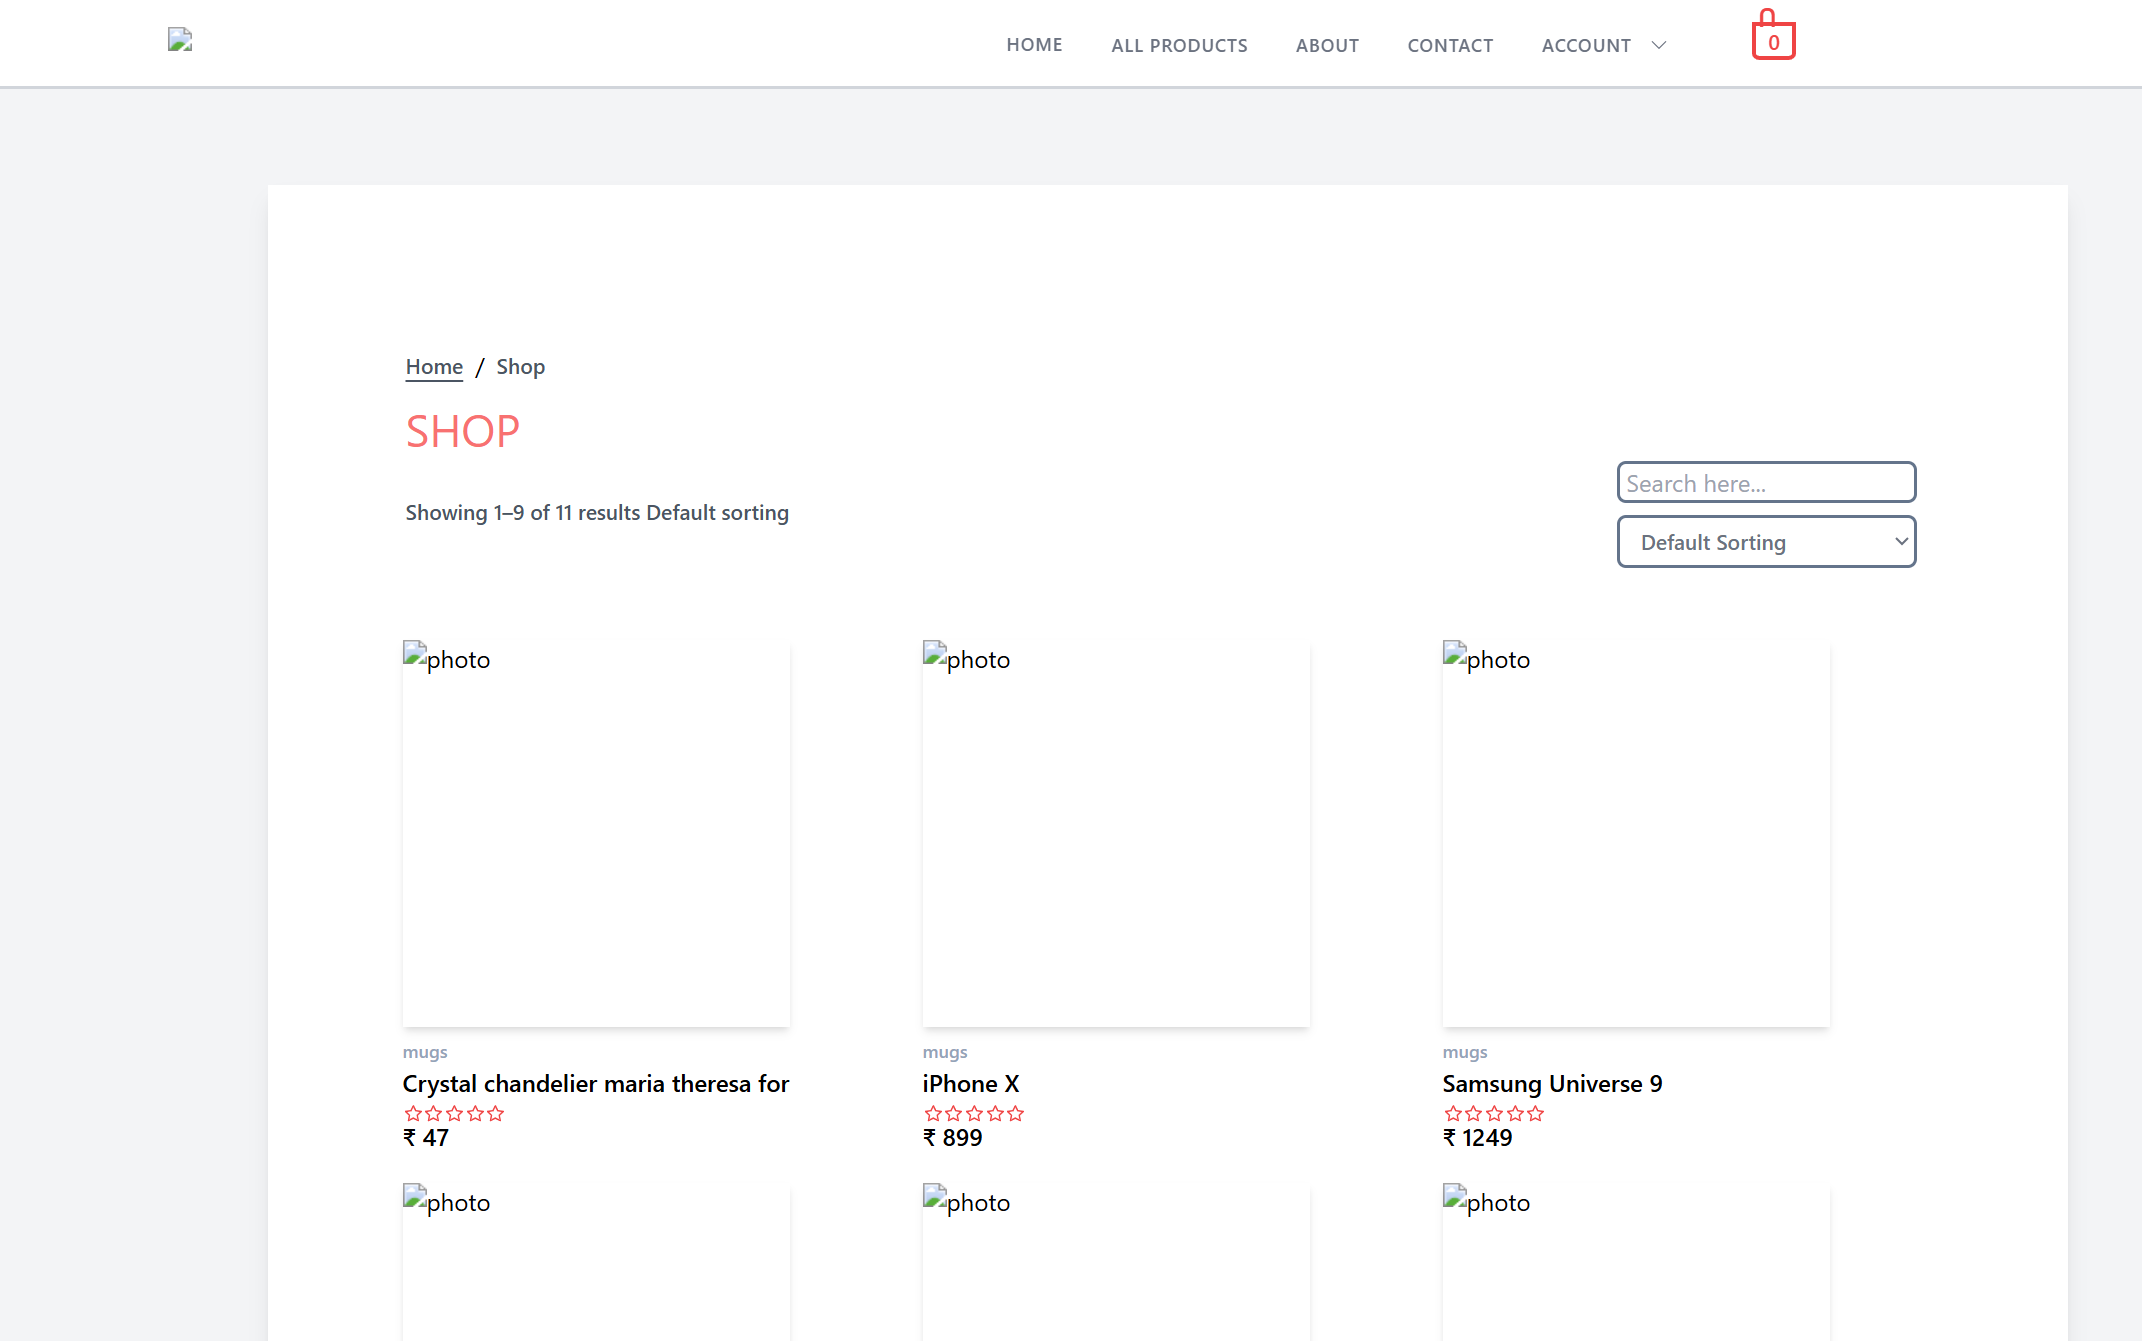 HOME ALL PRODUCTS ABOUT CONTACT ACCOUNT 0
Home / Shop
SHOP
Search here...
Showing 1–9 of 11 results Default sorting
Default Sorting
photo photo photo
mugs mugs mugs
Crystal chandelier maria theresa for iPhone X Samsung Universe 9
₹ 47 ₹ 899 ₹ 1249
photo photo photo